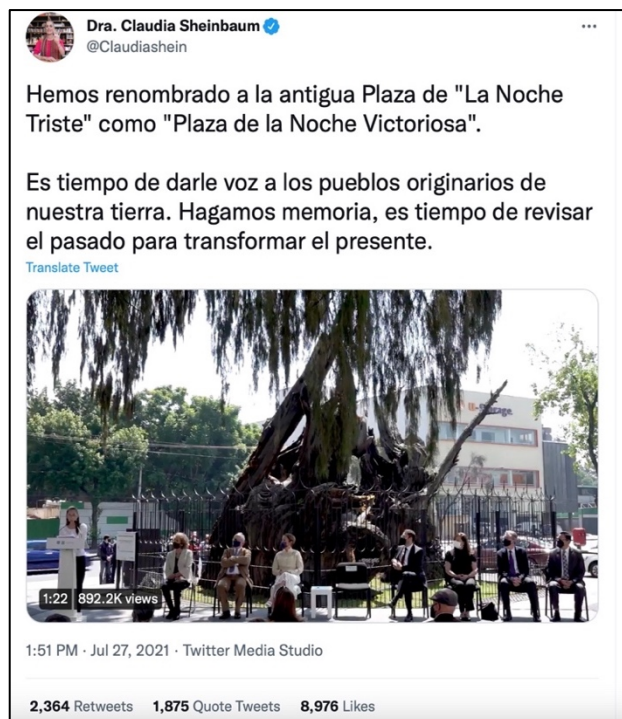 Dra. Claudia Sheinbaum
@Claudiashein
Hemos renombrado a la antigua Plaza de "La Noche
Triste" como "Plaza de la Noche Victoriosa".
Es tiempo de darle voz a los pueblos originarios de
nuestra tierra. Hagamos memoria, es tiempo de revisar
el pasado para transformar el presente.
Translate Tweet
1:22 892.2K views
1:51 PM · Jul 27, 2021 · Twitter Media Studio
2,364 Retweets 1,875 Quote Tweets 8,976 Likes